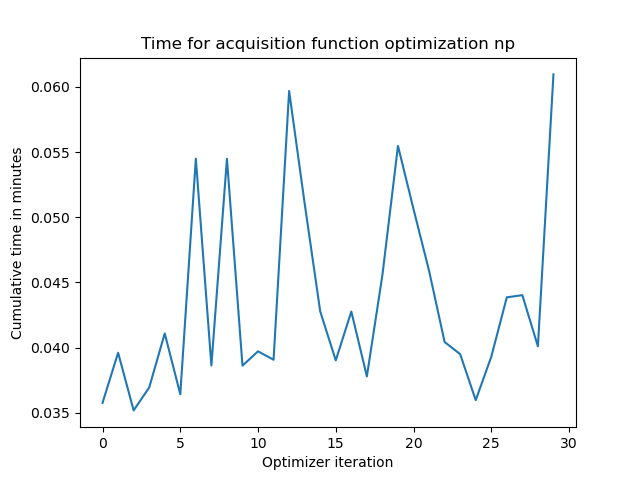 Time for acquisition function optimization np
Cumulative time in minutes
0.060
0.055
0.050
0.045
0.040
0.035
0 5 10 15 20 25 30
Optimizer iteration